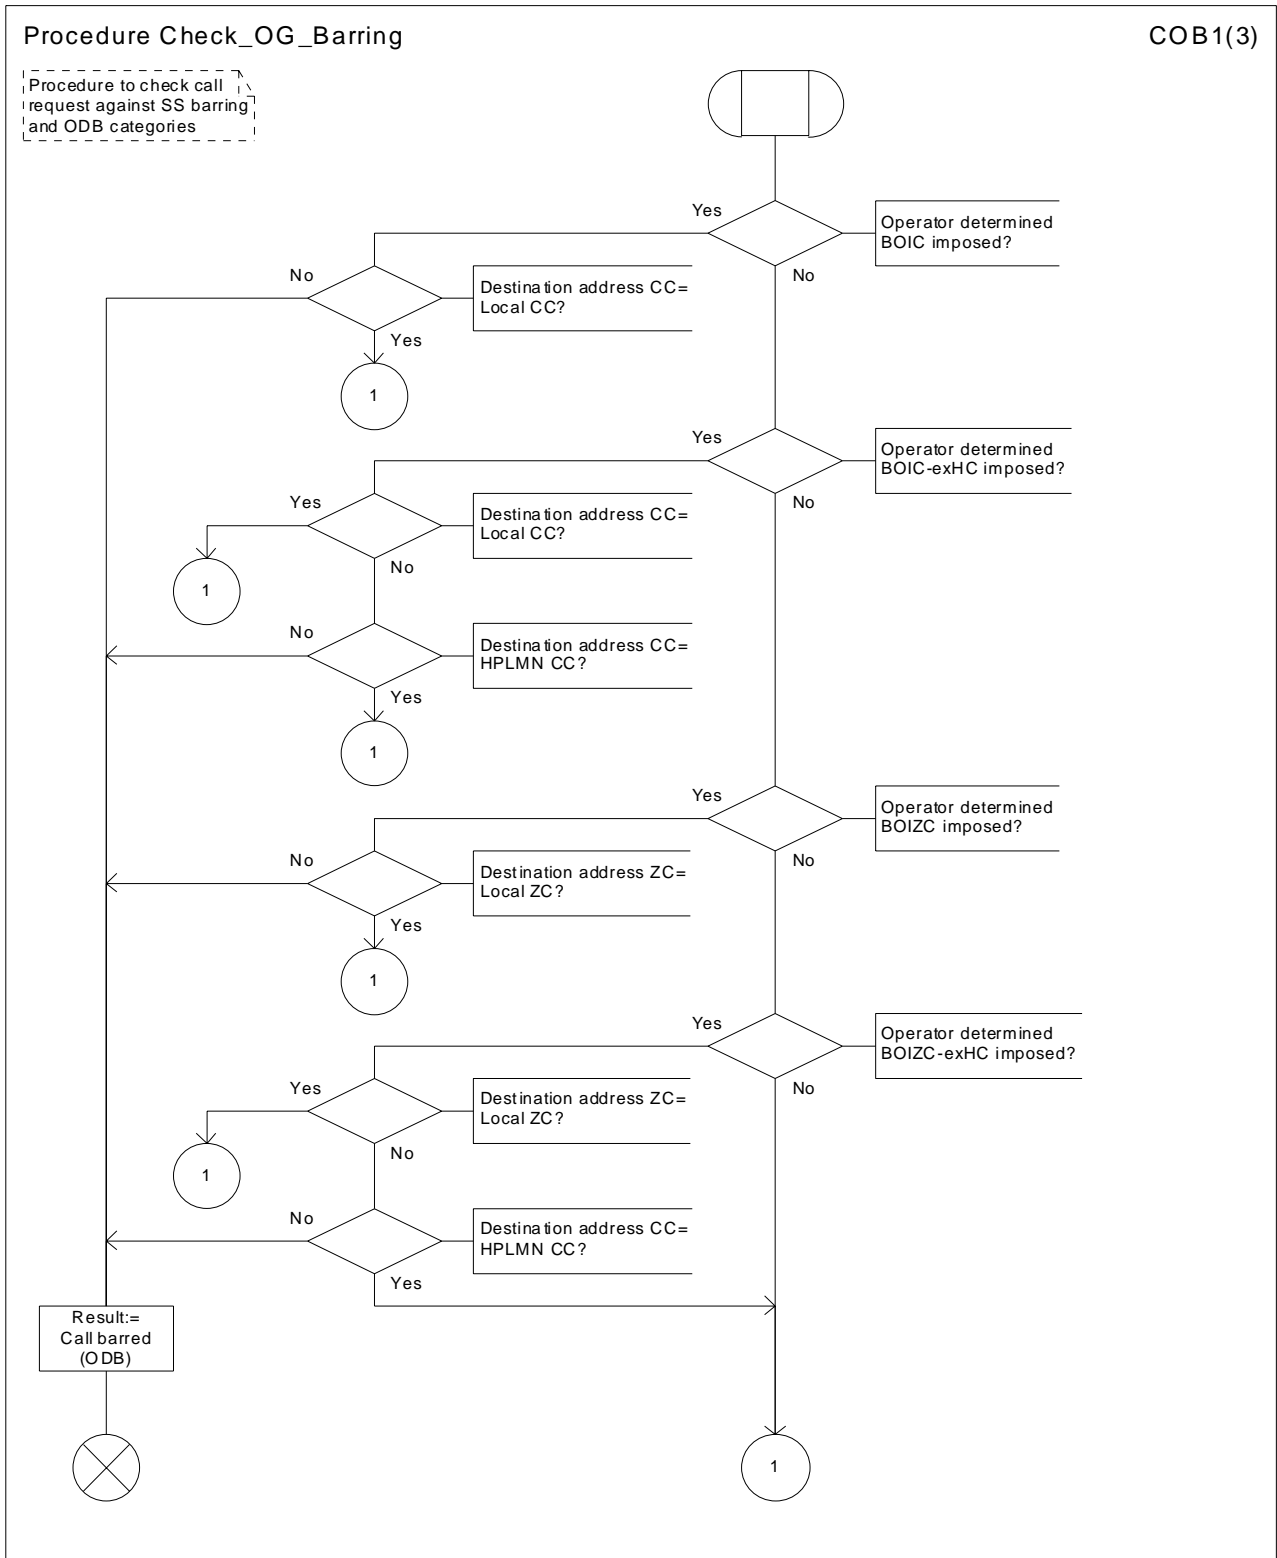 Procedure Check_OG_Barring
COB1(3)
Procedure to check call
request against SS barring
and ODB categories
Yes
Operator determined
BOIC imposed?
No
No
Destination address CC=
Local CC?
Yes
1
Yes
Operator determined
BOIC-exHC imposed?
No
Yes
Destination address CC=
Local CC?
No
1
No
Destination address CC=
HPLMN CC?
Yes
1
Yes
Operator determined
BOIZC imposed?
No
No
Destination address ZC=
Local ZC?
Yes
1
Yes
Operator determined
BOIZC-exHC imposed?
No
Yes
Destination address ZC=
Local ZC?
No
1
No
Destination address CC=
HPLMN CC?
Yes
Result:=
Call barred
(ODB)
1